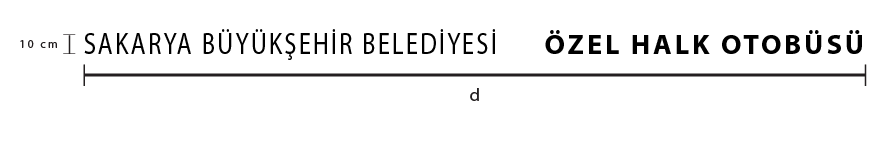 10 cm SAKARYA BÜYÜKŞEHİR BELEDİYESİ ÖZEL HALK OTOBÜSÜ
d